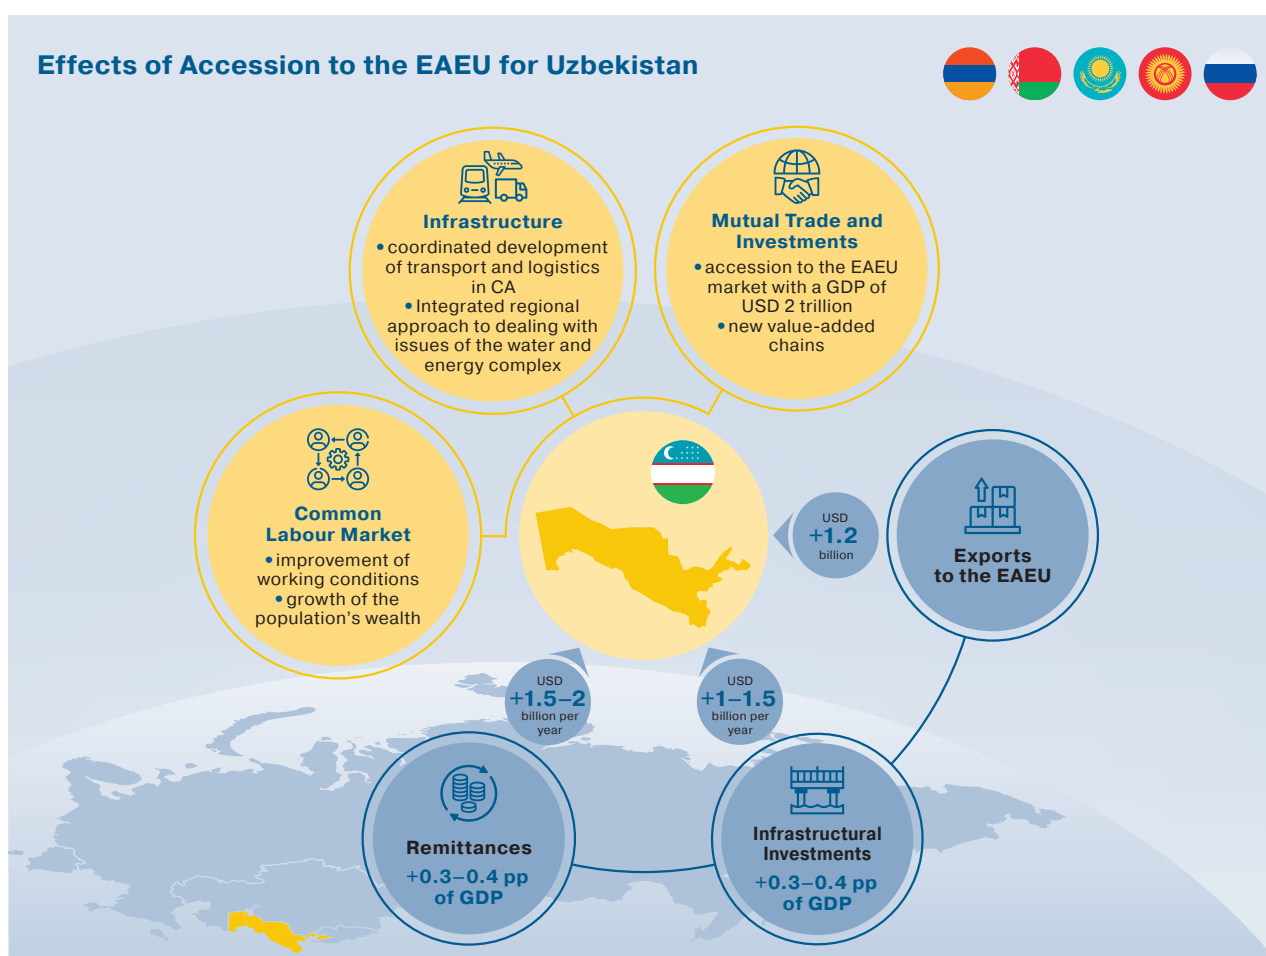 Effects of Accession to the EAEU for Uzbekistan
Infrastructure
• coordinated development
of transport and logistics
in CA
• Integrated regional
approach to dealing with
issues of the water and
energy complex
Mutual Trade and
Investments
• accession to the EAEU
market with a GDP of
USD 2 trillion
• new value-added
chains
Common
Labour Market
• improvement of
working conditions
• growth of the
population's wealth
USD
+1.2
billion
Exports
to the EAEU
USD
+1.5–2
billion per
year
USD
+1–1.5
billion per
year
Remittances
+0.3–0.4 pp
of GDP
Infrastructural
Investments
+0.3–0.4 pp
of GDP